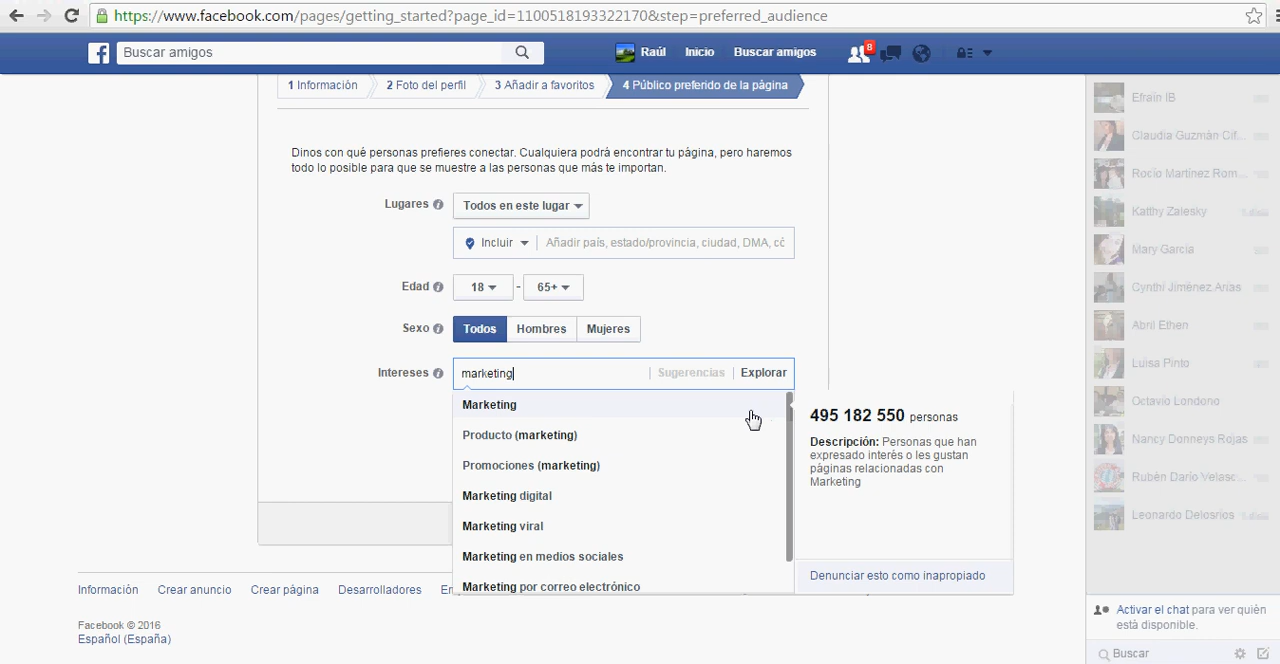 https://www.facebook.com/pages/getting_started?page_id=1100518193322170&step=preferred_audience
Buscar amigos
Raúl
Inicio
Buscar amigos
8
1 Información
2 Foto del perfil
3 Añadir a favoritos
4 Público preferido de la página
Dinos con qué personas prefieres conectar. Cualquiera podrá encontrar tu página, pero haremos
todo lo posible para que se muestre a las personas que más te importan.
Lugares
Todos en este lugar
Incluir
Añadir país, estado/provincia, ciudad, DMA, có
Edad
18
-
65+
Sexo
Todos
Hombres
Mujeres
Intereses
marketing
Sugerencias
Explorar
Marketing
Producto (marketing)
Promociones (marketing)
Marketing digital
Marketing viral
Marketing en medios sociales
Marketing por correo electrónico
495 182 550 personas
Descripción: Personas que han
expresado interés o les gustan
páginas relacionadas con
Marketing
Denunciar esto como inapropiado
Información
Crear anuncio
Crear página
Desarrolladores
Facebook © 2016
Español (España)
Efraín IB
Claudia Guzmán Cif...
Rocío Martínez Rom...
Katthy Zalesky
Mary García
Cynthi Jiménez Arias
Abril Ethen
Luisa Pinto
Octavio Londono
Nancy Donneys Rojas
Rubén Darío Velasc...
Leonardo Delosrios
Activar el chat para ver quién
está disponible.
Buscar